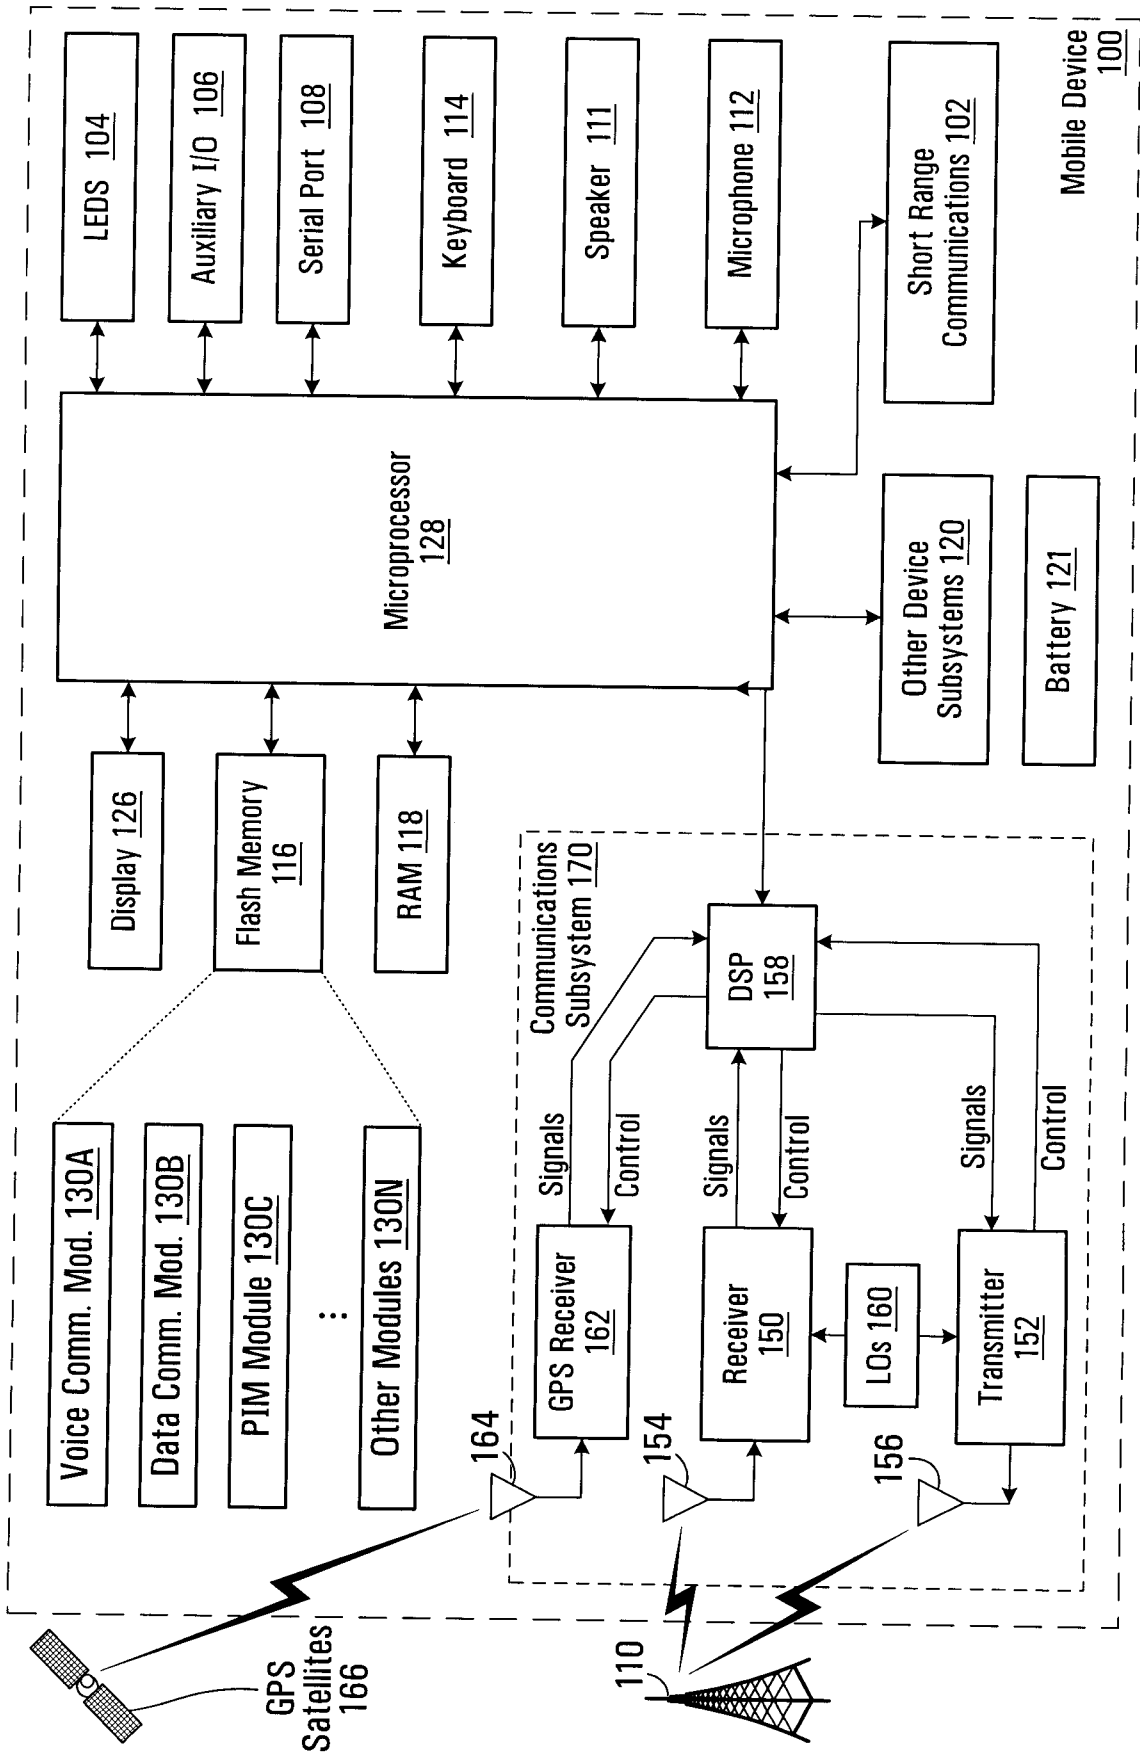 Mobile Device
100
LEDS 104
Auxiliary I/O 106
Serial Port 108
Keyboard 114
Speaker 111
Microphone 112
Short Range
Communications 102
Microprocessor
128
Other Device
Subsystems 120
Battery 121
Display 126
Flash Memory
116
RAM 118
Voice Comm. Mod. 130A
Data Comm. Mod. 130B
PIM Module 130C
...
Other Modules 130N
Communications
Subsystem 170
DSP
158
Signals
Control
Signals
Control
Signals
Control
GPS Receiver
162
Receiver
150
LOs 160
Transmitter
152
164
154
156
GPS
Satellites
166
110